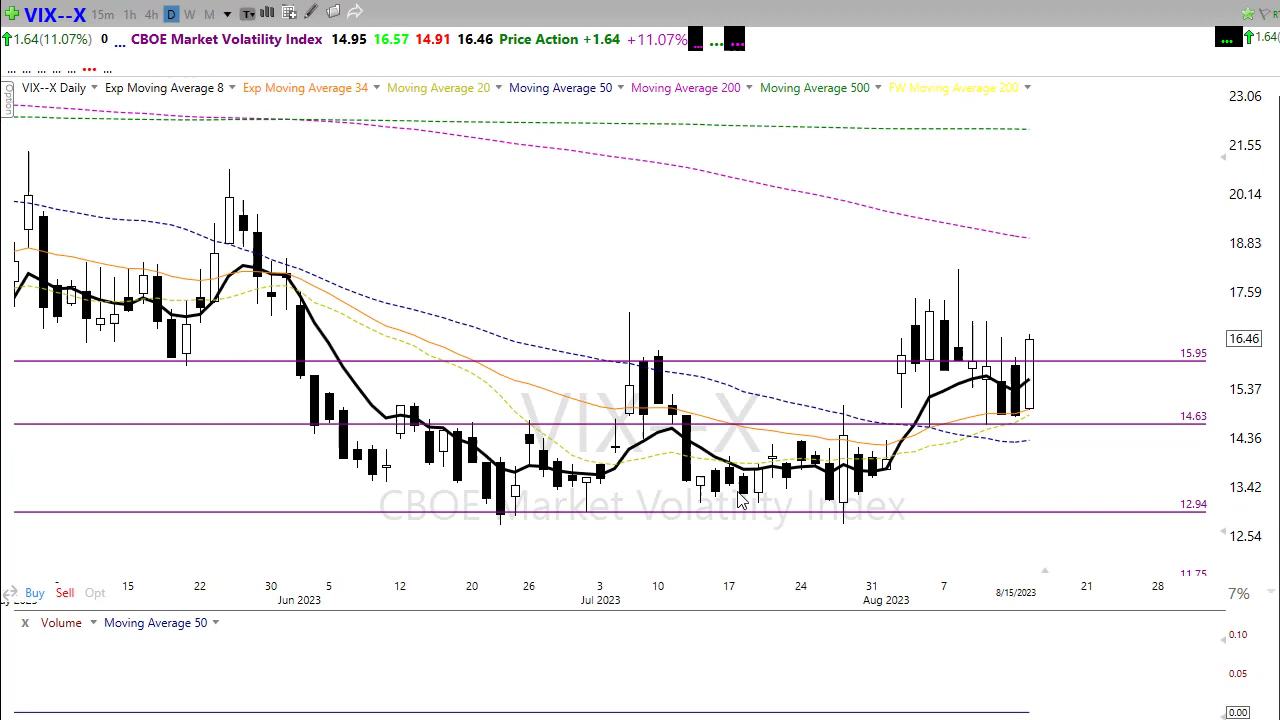 VIX--X 15m 1h 4h D W M T
1.64(11.07%) 0 ... CBOE Market Volatility Index 14.95 16.57 14.91 16.46 Price Action +1.64 +11.07% ... ... ... ... 1.64(
... ... ... ... ... ... ...
Option VIX--X Daily Exp Moving Average 8 Exp Moving Average 34 Moving Average 20 Moving Average 50 Moving Average 200 Moving Average 500 FW Moving Average 200
23.06
21.55
20.14
18.83
17.59
16.46
15.95
15.37
14.63
14.36
13.42
12.94
12.54
11.75
VIX--X
CBOE Market Volatility Index
15 22 30 5 12 20 26 3 10 17 24 31 7 8/15/2023 21 28
Jun 2023 Jul 2023 Aug 2023
Buy Sell Opt 7%
X Volume Moving Average 50
0.10
0.05
0.00